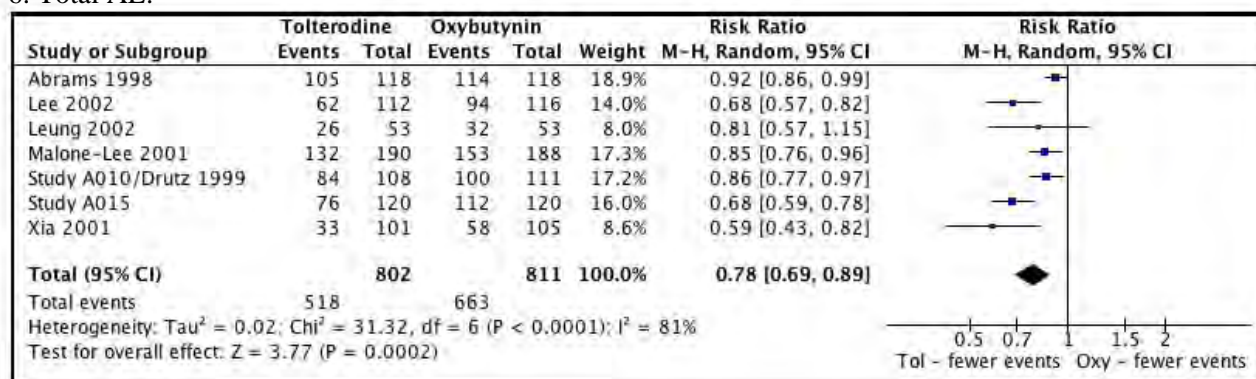 Tolterodine Oxybutynin Risk Ratio Risk Ratio
Study or Subgroup Events Total Events Total Weight M-H, Random, 95% CI M-H, Random, 95% CI
Abrams 1998 105 118 114 118 18.9% 0.92 [0.86, 0.99]
Lee 2002 62 112 94 116 14.0% 0.68 [0.57, 0.82]
Leung 2002 26 53 32 53 8.0% 0.81 [0.57, 1.15]
Malone-Lee 2001 132 190 153 188 17.3% 0.85 [0.76, 0.96]
Study A010/Drutz 1999 84 108 100 111 17.2% 0.86 [0.77, 0.97]
Study A015 76 120 112 120 16.0% 0.68 [0.59, 0.78]
Xia 2001 33 101 58 105 8.6% 0.59 [0.43, 0.82]
Total (95% CI) 802 811 100.0% 0.78 [0.69, 0.89]
Total events 518 663
Heterogeneity: Tau² = 0.02; Chi² = 31.32, df = 6 (P < 0.0001); I² = 81%
Test for overall effect: Z = 3.77 (P = 0.0002)
0.5 0.7 1 1.5 2
Tol - fewer events Oxy - fewer events